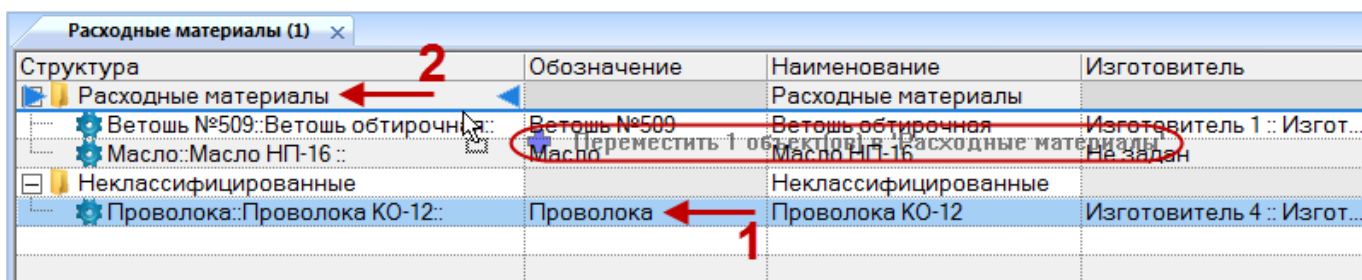 Расходные материалы (1)
2
Структура Обозначение Наименование Изготовитель
Расходные материалы Расходные материалы
Ветошь №509::Ветошь обтирочная:: Ветошь №509 Ветошь обтирочная Изготовитель 1 :: Изгот...
Переместить 1 объект(ов) в 'Расходные материалы'
Масло::Масло НП-16 :: Масло Масло НП-16 Не задан
Неклассифицированные Неклассифицированные
Проволока::Проволока КО-12:: Проволока Проволока КО-12 Изготовитель 4 :: Изгот...
1